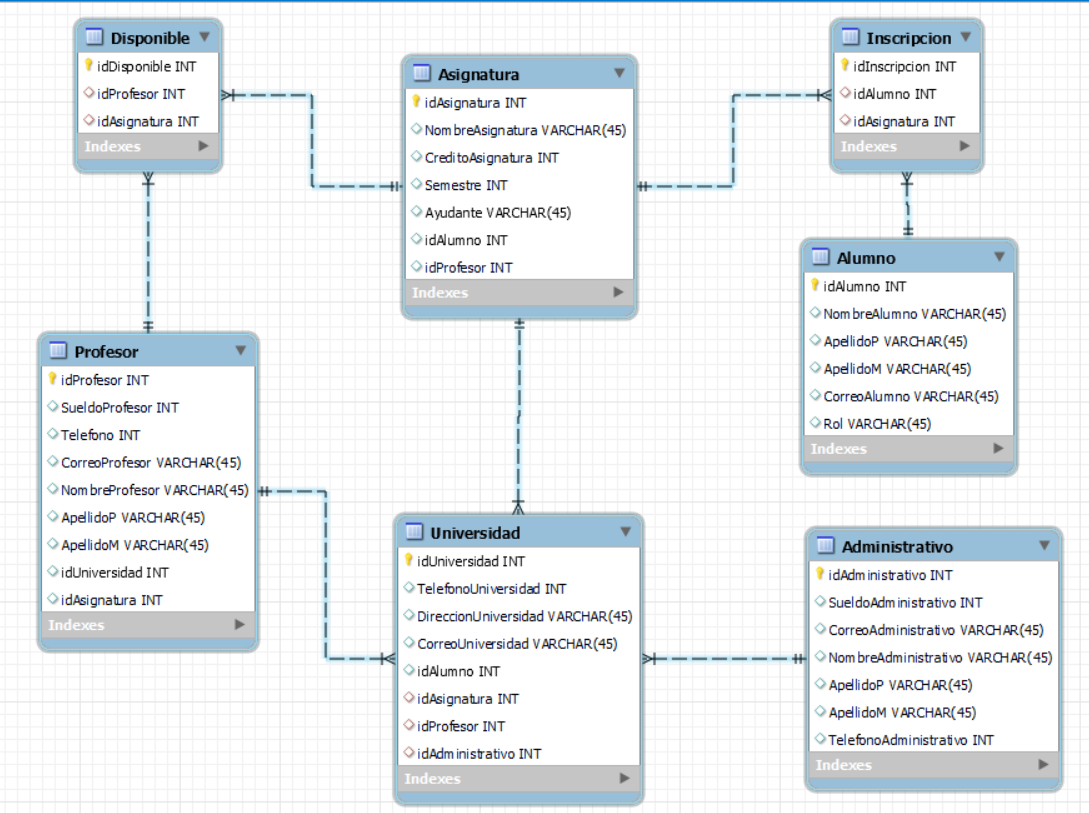 Disponible
idDisponible INT
idProfesor INT
idAsignatura INT
Indexes
Asignatura
idAsignatura INT
NombreAsignatura VARCHAR(45)
CreditoAsignatura INT
Semestre INT
Ayudante VARCHAR(45)
idAlumno INT
idProfesor INT
Indexes
Inscripcion
idInscripcion INT
idAlumno INT
idAsignatura INT
Indexes
Alumno
idAlumno INT
NombreAlumno VARCHAR(45)
ApellidoP VARCHAR(45)
ApellidoM VARCHAR(45)
CorreoAlumno VARCHAR(45)
Rol VARCHAR(45)
Indexes
Profesor
idProfesor INT
SueldoProfesor INT
Telefono INT
CorreoProfesor VARCHAR(45)
NombreProfesor VARCHAR(45)
ApellidoP VARCHAR(45)
ApellidoM VARCHAR(45)
idUniversidad INT
idAsignatura INT
Indexes
Universidad
idUniversidad INT
TelefonoUniversidad INT
DireccionUniversidad VARCHAR(45)
CorreoUniversidad VARCHAR(45)
idAlumno INT
idAsignatura INT
idProfesor INT
idAdministrativo INT
Indexes
Administrativo
idAdministrativo INT
SueldoAdministrativo INT
CorreoAdministrativo VARCHAR(45)
NombreAdministrativo VARCHAR(45)
ApellidoP VARCHAR(45)
ApellidoM VARCHAR(45)
TelefonoAdministrativo INT
Indexes